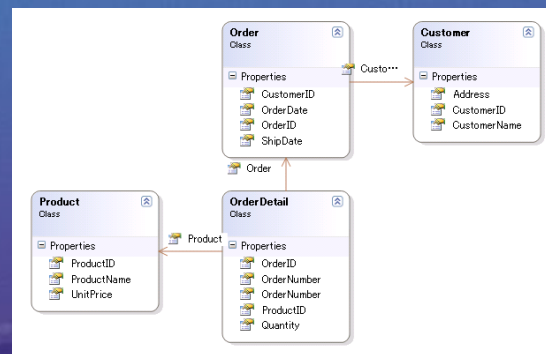 Order
Class
Properties
CustomerID
OrderDate
OrderID
ShipDate
Custo…
Customer
Class
Properties
Address
CustomerID
CustomerName
Order
Product
Class
Properties
ProductID
ProductName
UnitPrice
Product
OrderDetail
Class
Properties
OrderID
OrderNumber
OrderNumber
ProductID
Quantity